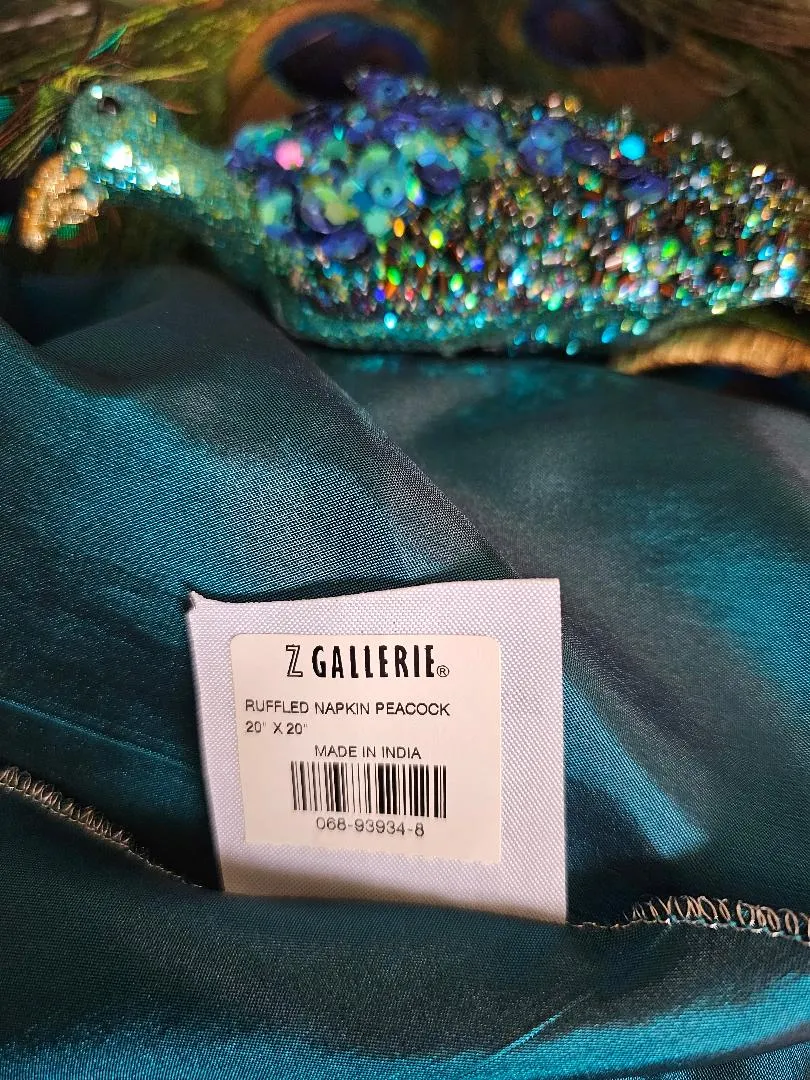 Z GALLERIE®
RUFFLED NAPKIN PEACOCK
20" X 20"
MADE IN INDIA
068-93934-8